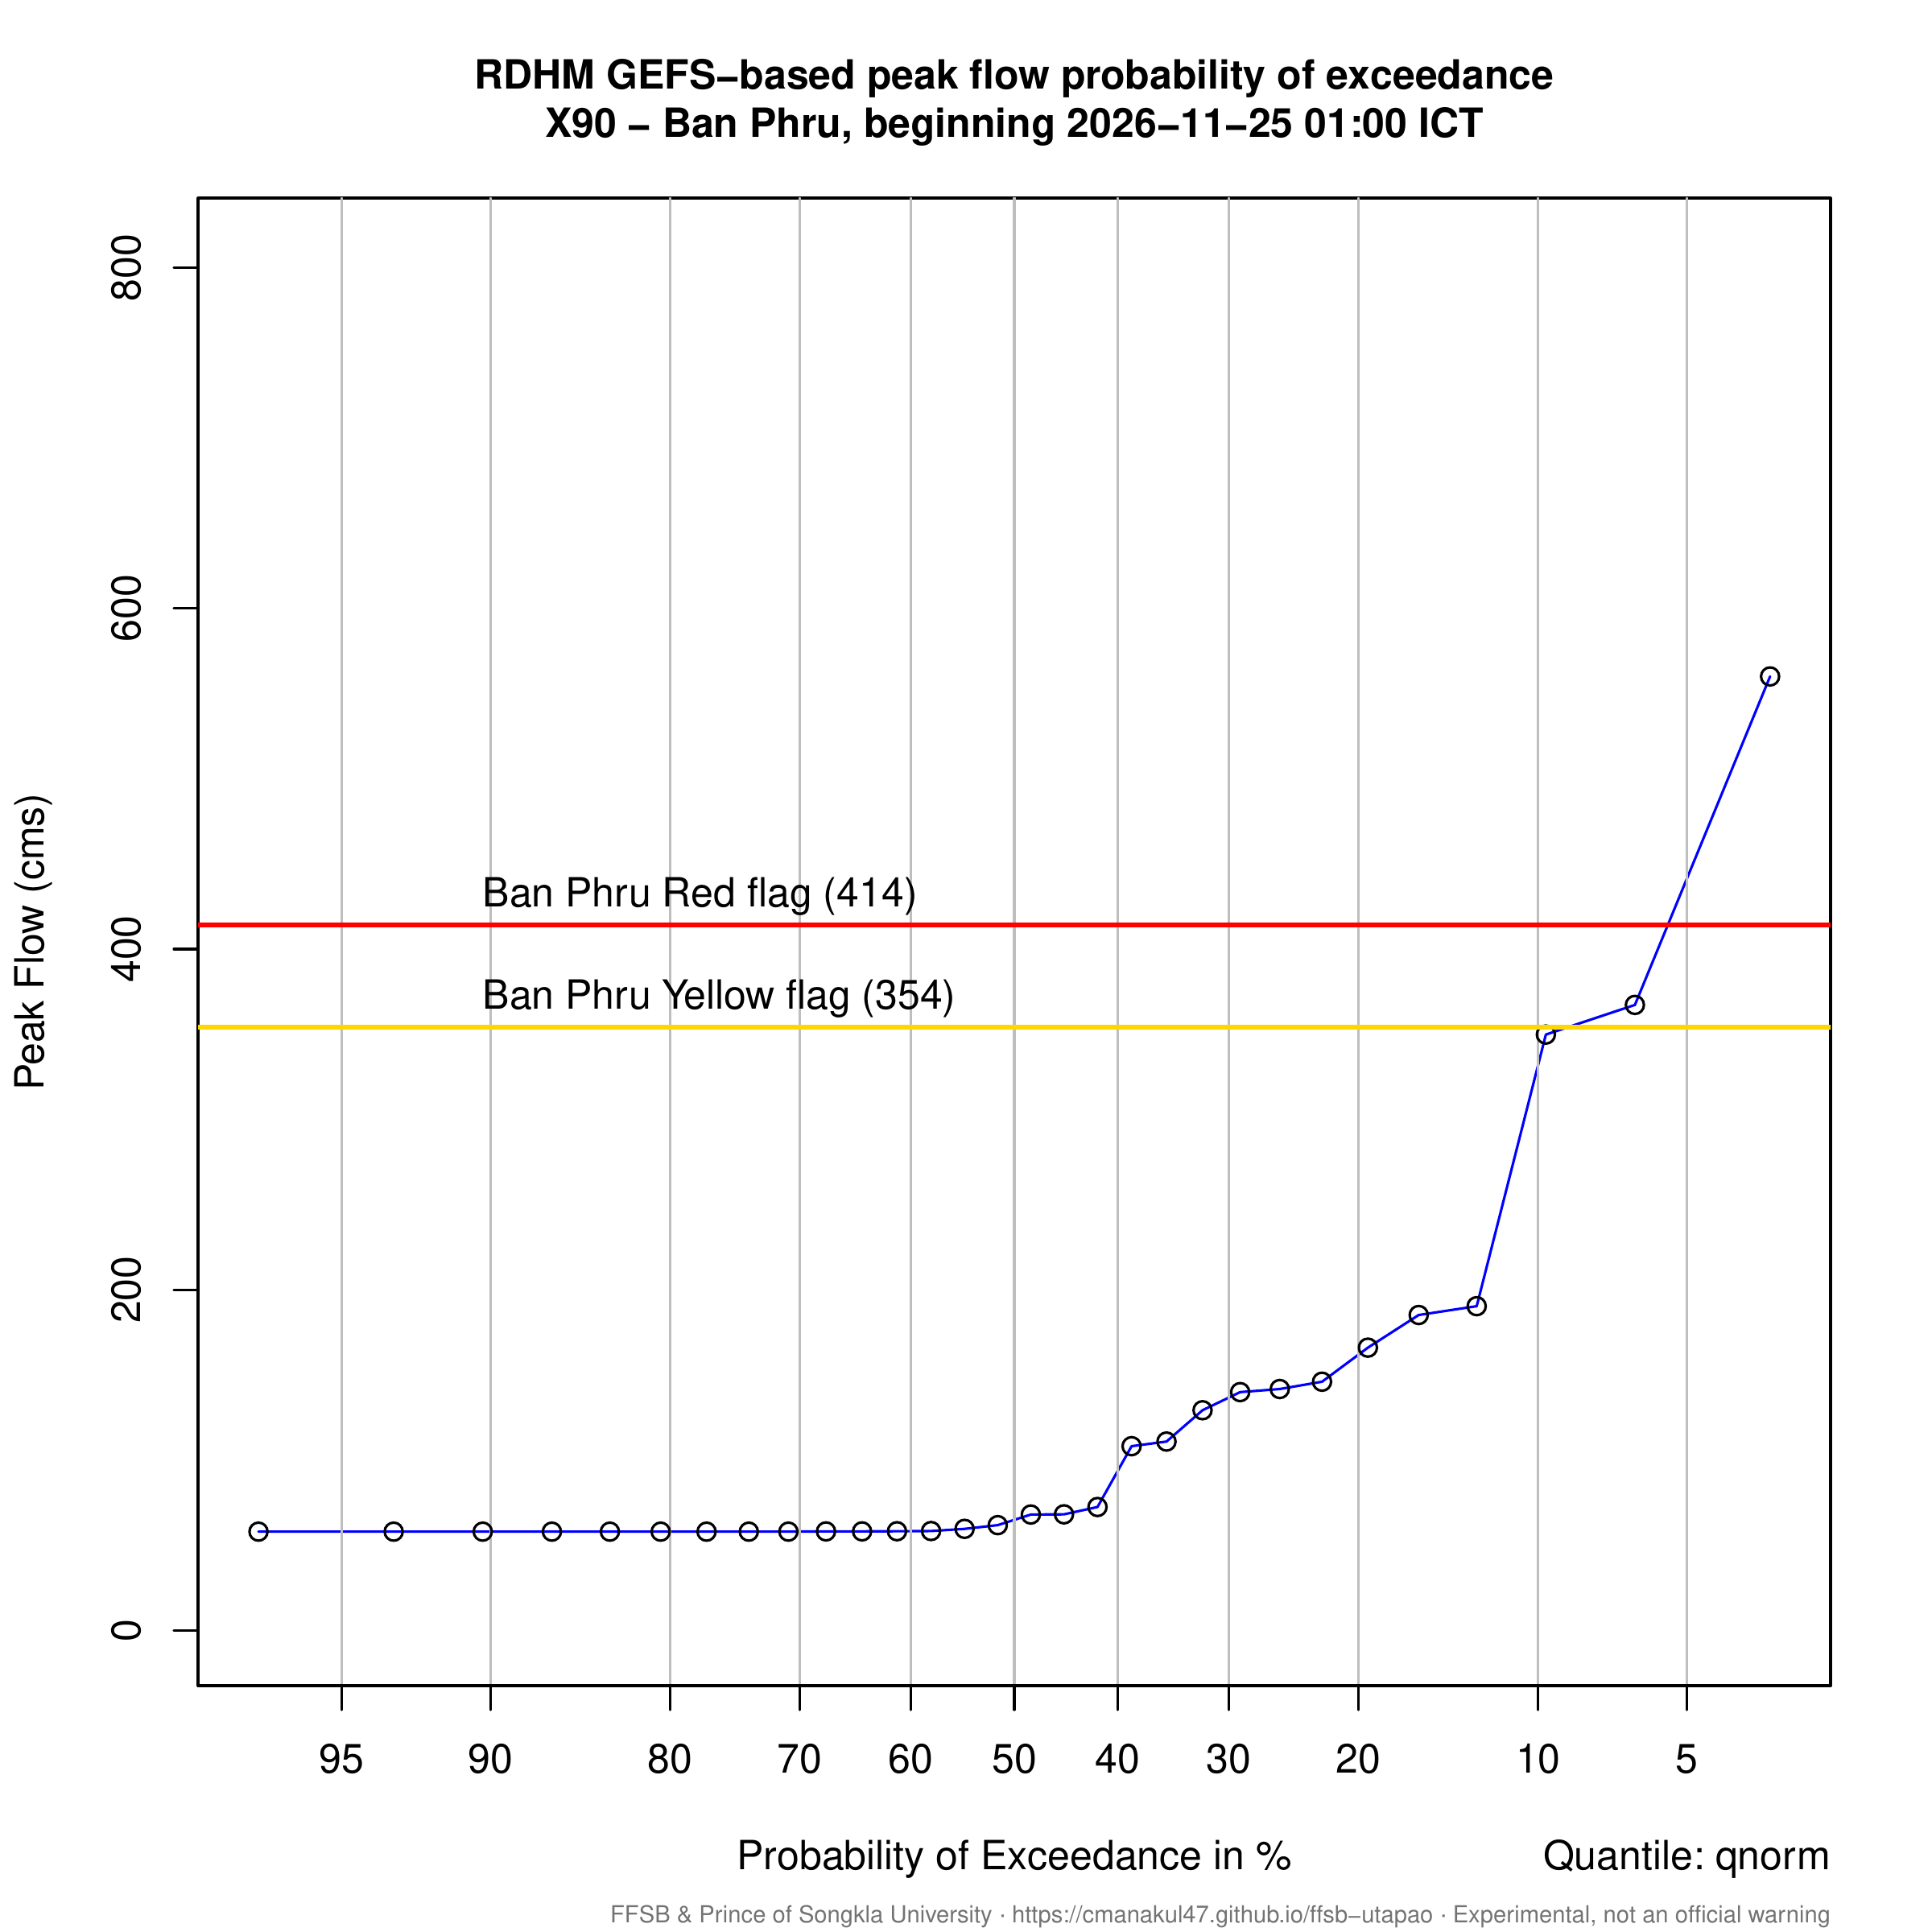 RDHM GEFS−based peak flow probability of exceedance
X90 − Ban Phru, beginning 2026−11−25 01:00 ICT
Peak Flow (cms)
800
600
400
200
0
Ban Phru Red flag (414)
Ban Phru Yellow flag (354)
95 90 80 70 60 50 40 30 20 10 5
Probability of Exceedance in %
Quantile: qnorm
FFSB & Prince of Songkla University · https://cmanakul47.github.io/ffsb−utapao · Experimental, not an official warning